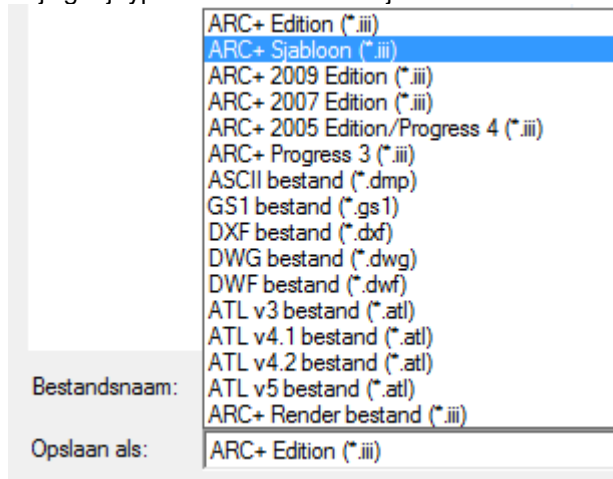 ARC+ Edition (*.iii)
ARC+ Sjabloon (*.iii)
ARC+ 2009 Edition (*.iii)
ARC+ 2007 Edition (*.iii)
ARC+ 2005 Edition/Progress 4 (*.iii)
ARC+ Progress 3 (*.iii)
ASCII bestand (*.dmp)
GS1 bestand (*.gs1)
DXF bestand (*.dxf)
DWG bestand (*.dwg)
DWF bestand (*.dwf)
ATL v3 bestand (*.atl)
ATL v4.1 bestand (*.atl)
ATL v4.2 bestand (*.atl)
Bestandsnaam: ATL v5 bestand (*.atl)
ARC+ Render bestand (*.iii)
Opslaan als: ARC+ Edition (*.iii)